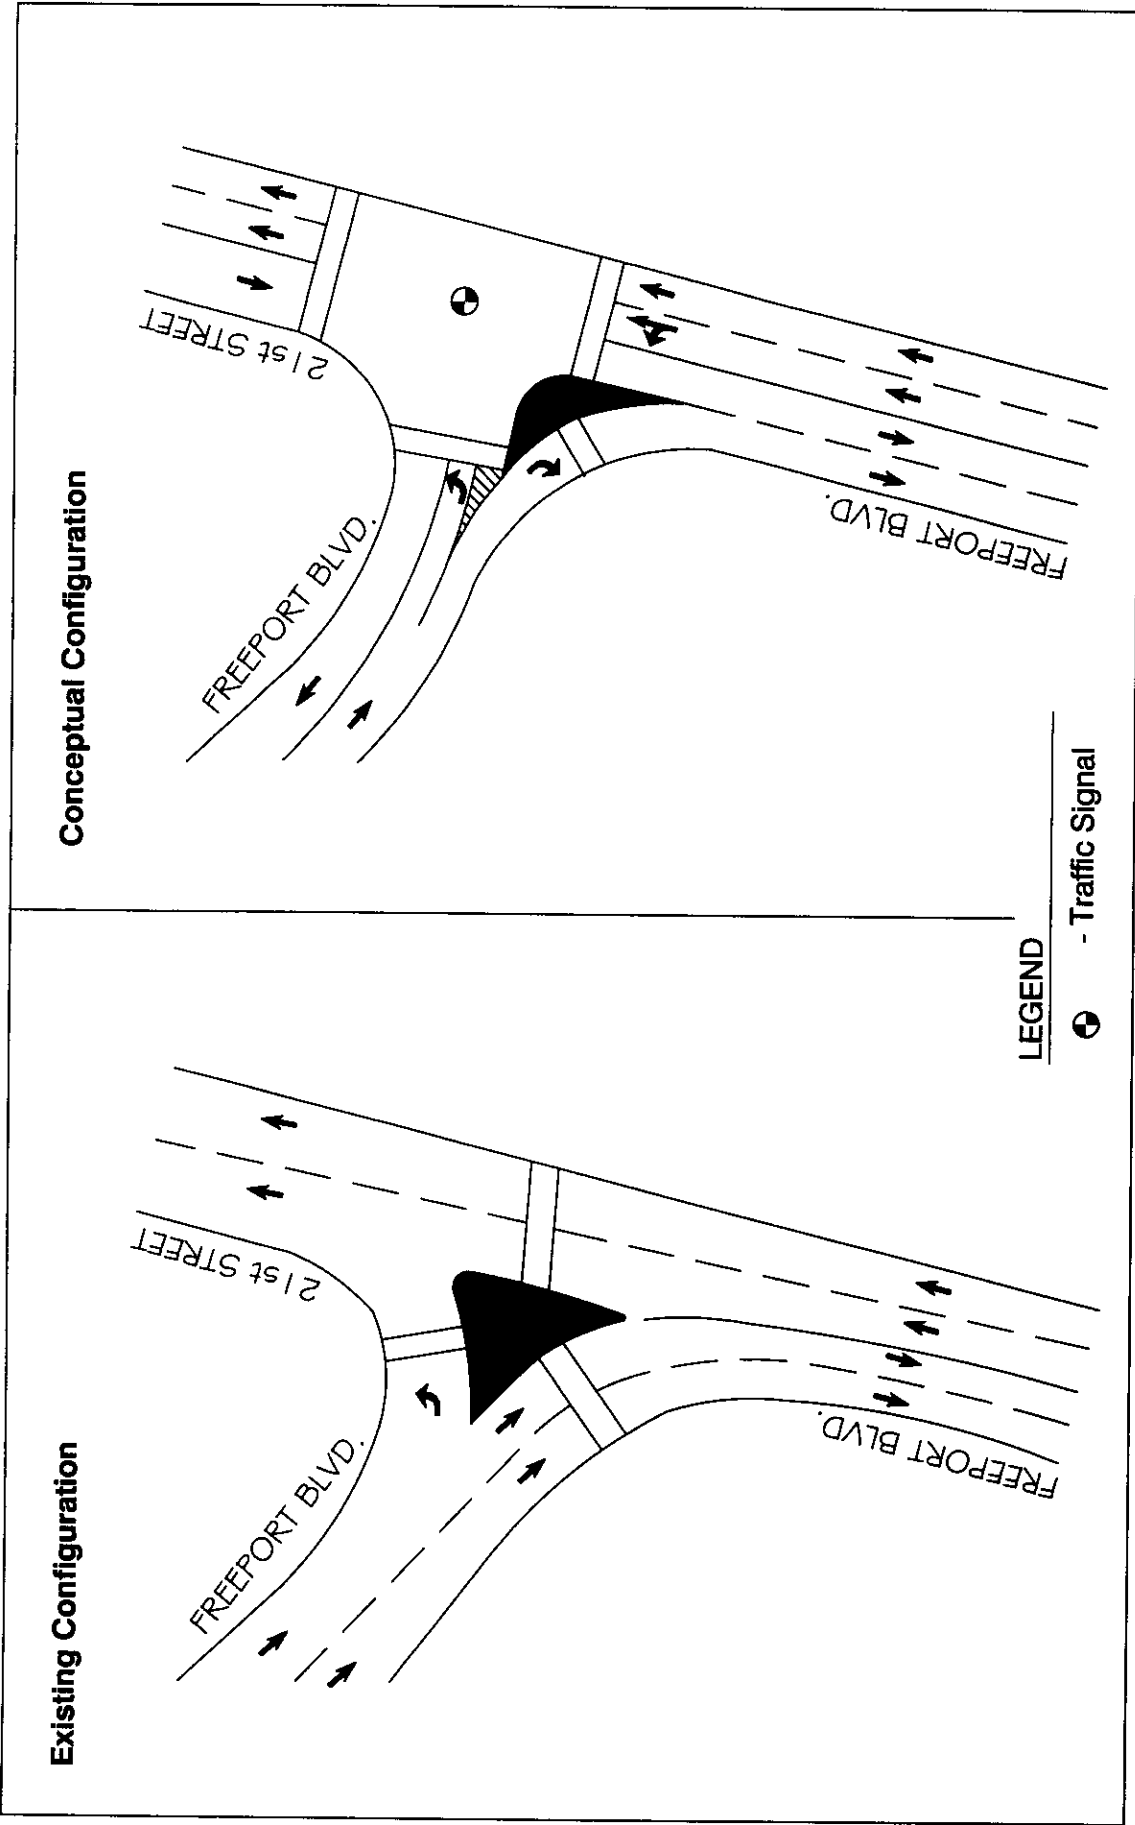 Existing Configuration
FREEPORT BLVD.
21st STREET
FREEPORT BLVD.
Conceptual Configuration
FREEPORT BLVD.
21st STREET
FREEPORT BLVD.
LEGEND
- Traffic Signal